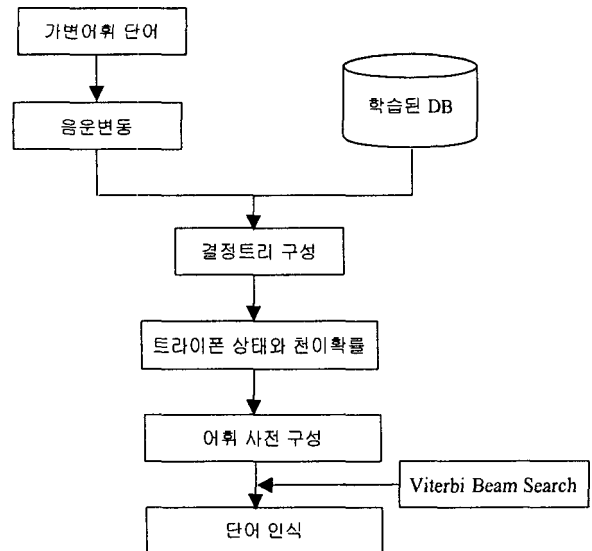 가변어휘 단어
음운변동
학습된 DB
결정트리 구성
트라이폰 상태와 천이확률
어휘 사전 구성
Viterbi Beam Search
단어 인식